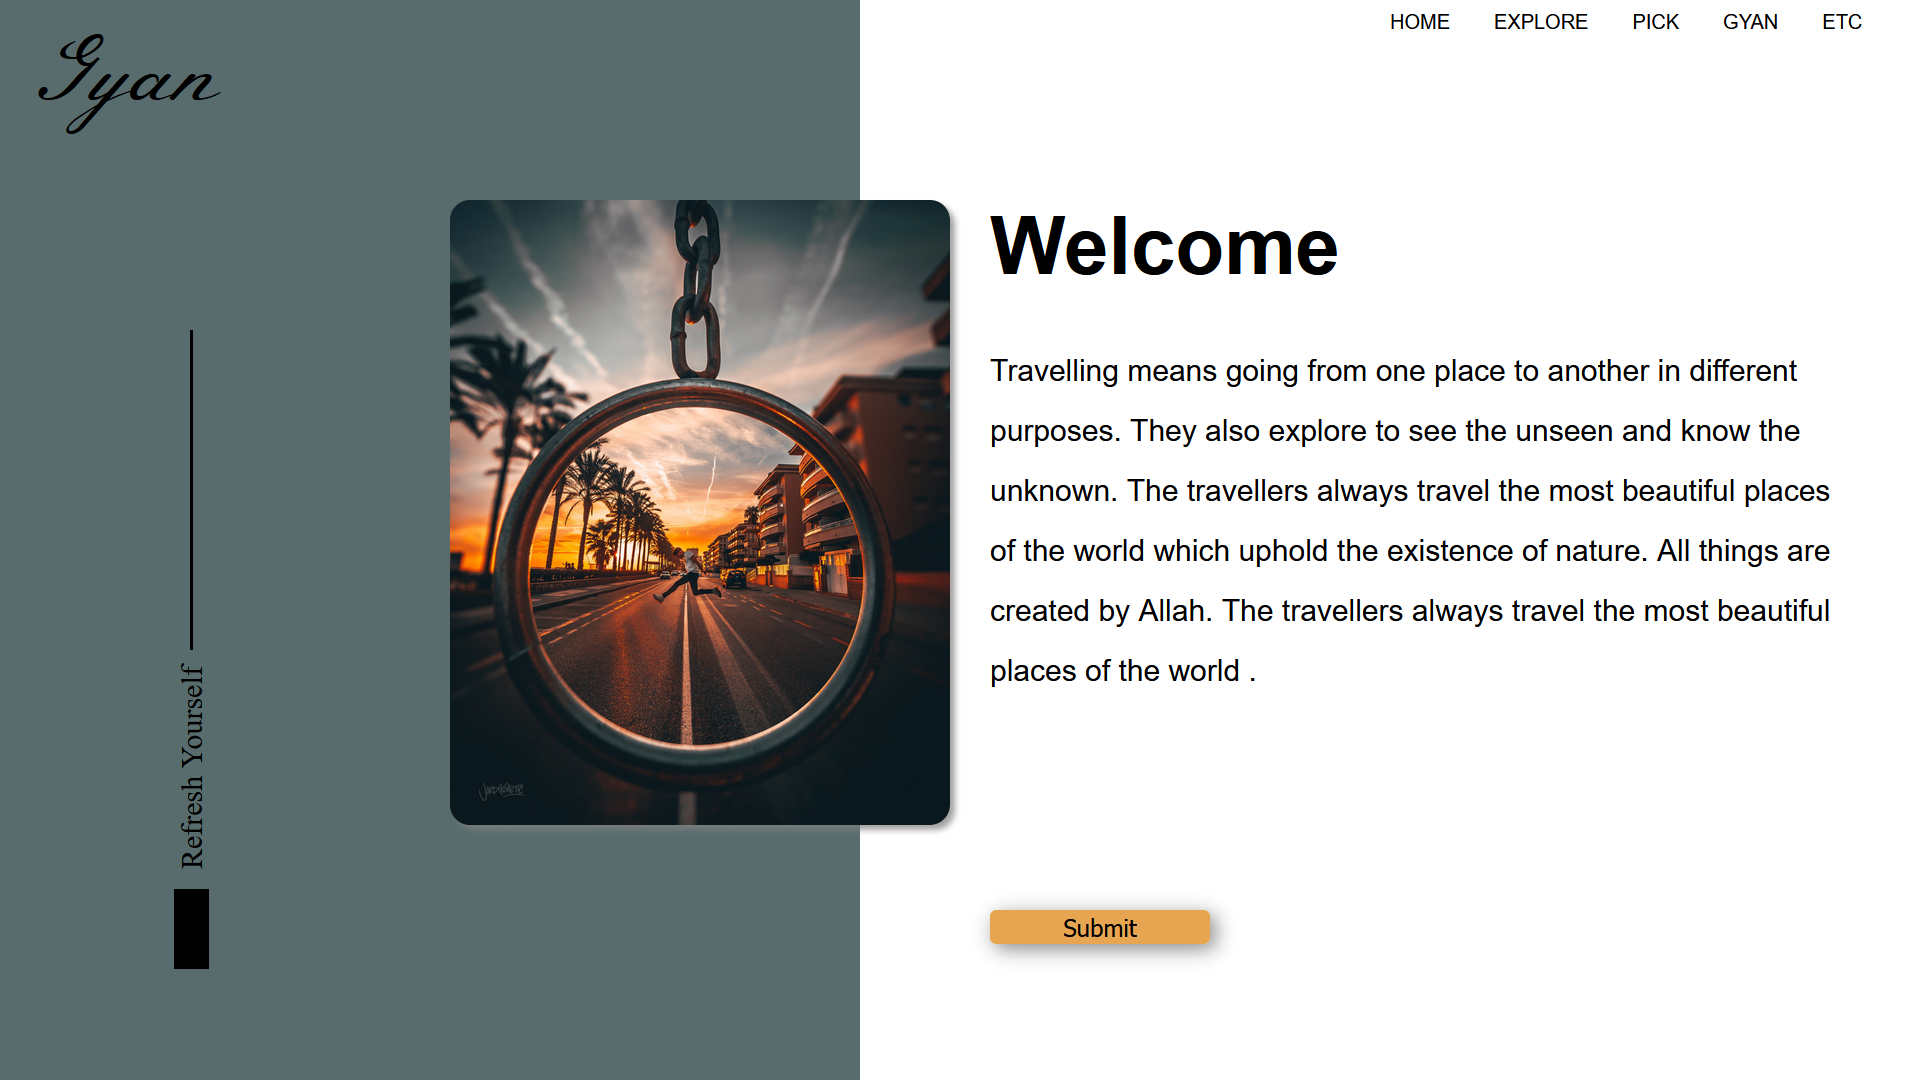 Gyan
HOME EXPLORE PICK GYAN ETC
Welcome
Travelling means going from one place to another in different
purposes. They also explore to see the unseen and know the
unknown. The travellers always travel the most beautiful places
of the world which uphold the existence of nature. All things are
created by Allah. The travellers always travel the most beautiful
places of the world .
Refresh Yourself
Submit